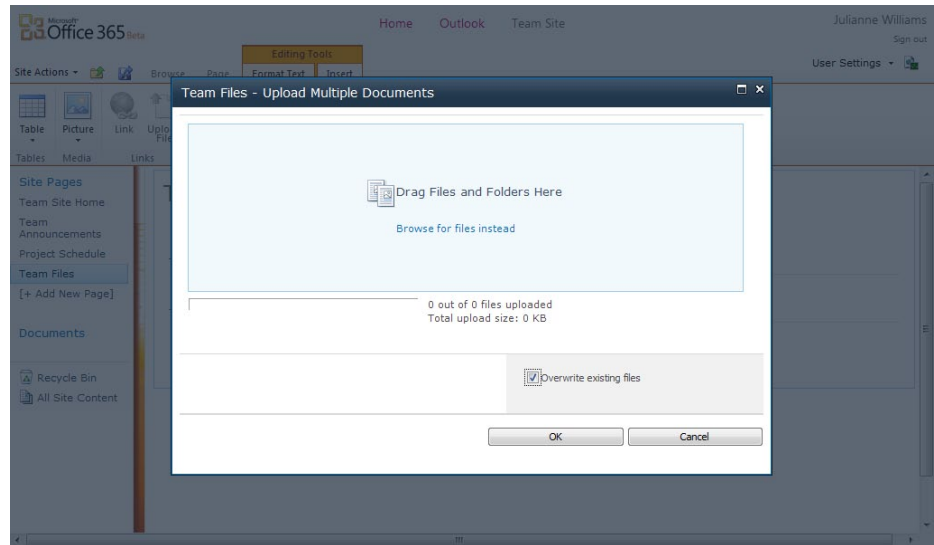 Microsoft
Office 365 Beta
Home Outlook Team Site
Julianne Williams
Sign out
Editing Tools
User Settings
Site Actions
Browse Page Format Text Insert
Team Files - Upload Multiple Documents
Table Picture Link
Tables Media Links
Drag Files and Folders Here
Browse for files instead
Site Pages
Team Site Home
Team
Announcements
Project Schedule
Team Files
[+ Add New Page]
Documents
Recycle Bin
All Site Content
0 out of 0 files uploaded
Total upload size: 0 KB
Overwrite existing files
OK Cancel